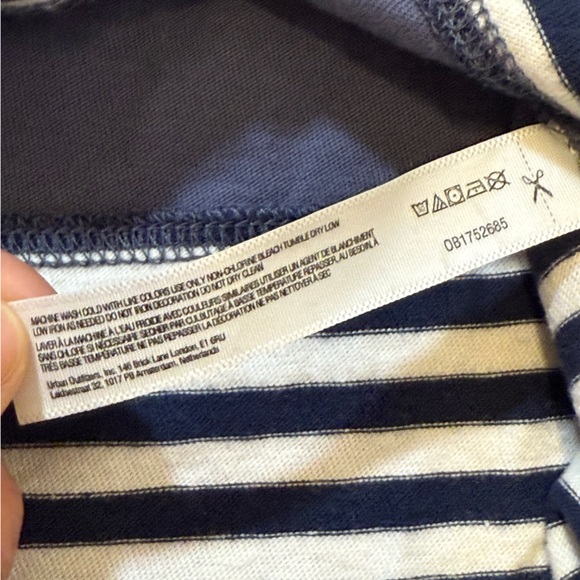 MACHINE WASH COLD WITH LIKE COLORS USE ONLY NON-CHLORINE BLEACH TUMBLE DRY LOW
LOW IRON AS NEEDED DO NOT IRON DECORATION DO NOT DRY CLEAN
LAVER À LA MACHINE À L'EAU FROIDE AVEC COULEURS SIMILAIRES UTILISER UN AGENT DE BLANCHIMENT
SANS CHLORE SI NÉCESSAIRE SÉCHER PAR CULBUTAGE À BASSE TEMPÉRATURE REPASSER, AU BESOIN À
TRÈS BASSE TEMPÉRATURE NE PAS REPASSER LA DÉCORATION NE PAS NETTOYER À SEC
Urban Outfitters, Inc. 146 Brick Lane London, E1 6RU
Leidsestraat 32, 1017 PB Amsterdam, Netherlands
DB1752685